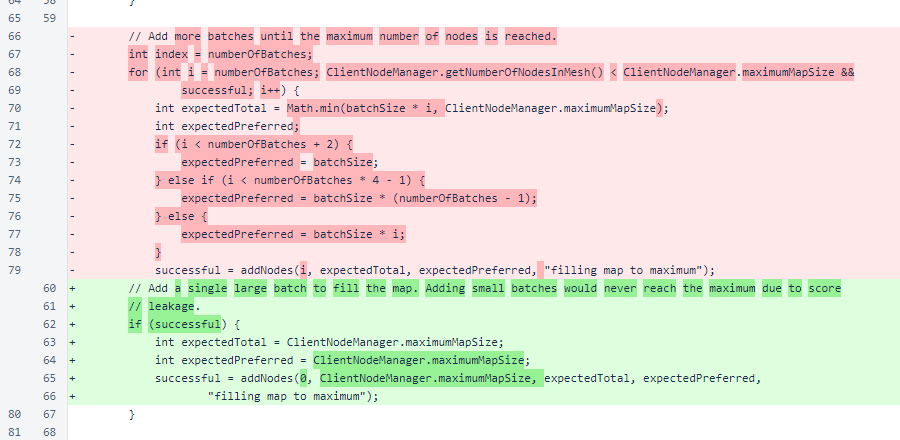 64 58 }
65 59
66 - // Add more batches until the maximum number of nodes is reached.
67 - int index = numberOfBatches;
68 - for (int i = numberOfBatches; ClientNodeManager.getNumberOfNodesInMesh() < ClientNodeManager.maximumMapSize &&
69 - successful; i++) {
70 - int expectedTotal = Math.min(batchSize * i, ClientNodeManager.maximumMapSize);
71 - int expectedPreferred;
72 - if (i < numberOfBatches + 2) {
73 - expectedPreferred = batchSize;
74 - } else if (i < numberOfBatches * 4 - 1) {
75 - expectedPreferred = batchSize * (numberOfBatches - 1);
76 - } else {
77 - expectedPreferred = batchSize * i;
78 - }
79 - successful = addNodes(i, expectedTotal, expectedPreferred, "filling map to maximum");
60 + // Add a single large batch to fill the map. Adding small batches would never reach the maximum due to score
61 + // leakage.
62 + if (successful) {
63 + int expectedTotal = ClientNodeManager.maximumMapSize;
64 + int expectedPreferred = ClientNodeManager.maximumMapSize;
65 + successful = addNodes(0, ClientNodeManager.maximumMapSize, expectedTotal, expectedPreferred,
66 + "filling map to maximum");
80 67 }
81 68